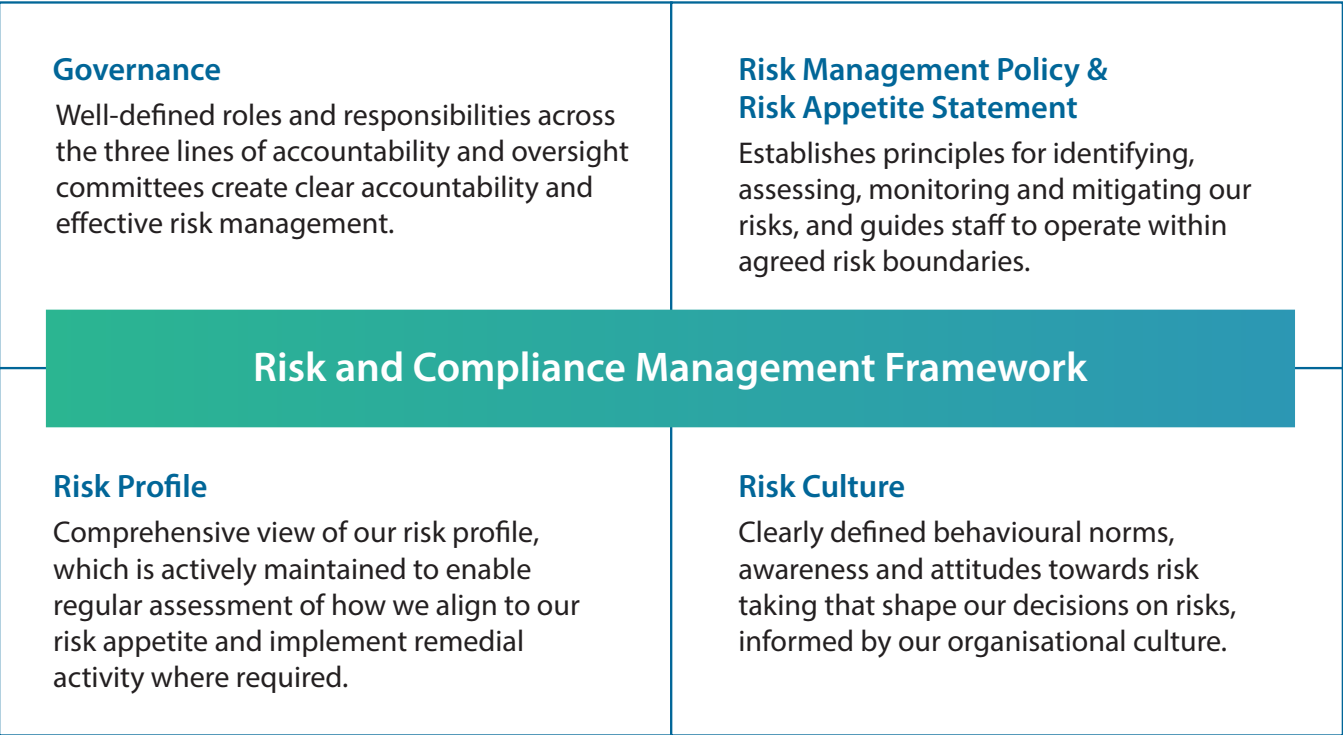 Governance
Well-defined roles and responsibilities across
the three lines of accountability and oversight
committees create clear accountability and
effective risk management.
Risk Management Policy &
Risk Appetite Statement
Establishes principles for identifying,
assessing, monitoring and mitigating our
risks, and guides staff to operate within
agreed risk boundaries.
Risk and Compliance Management Framework
Risk Profile
Comprehensive view of our risk profile,
which is actively maintained to enable
regular assessment of how we align to our
risk appetite and implement remedial
activity where required.
Risk Culture
Clearly defined behavioural norms,
awareness and attitudes towards risk
taking that shape our decisions on risks,
informed by our organisational culture.